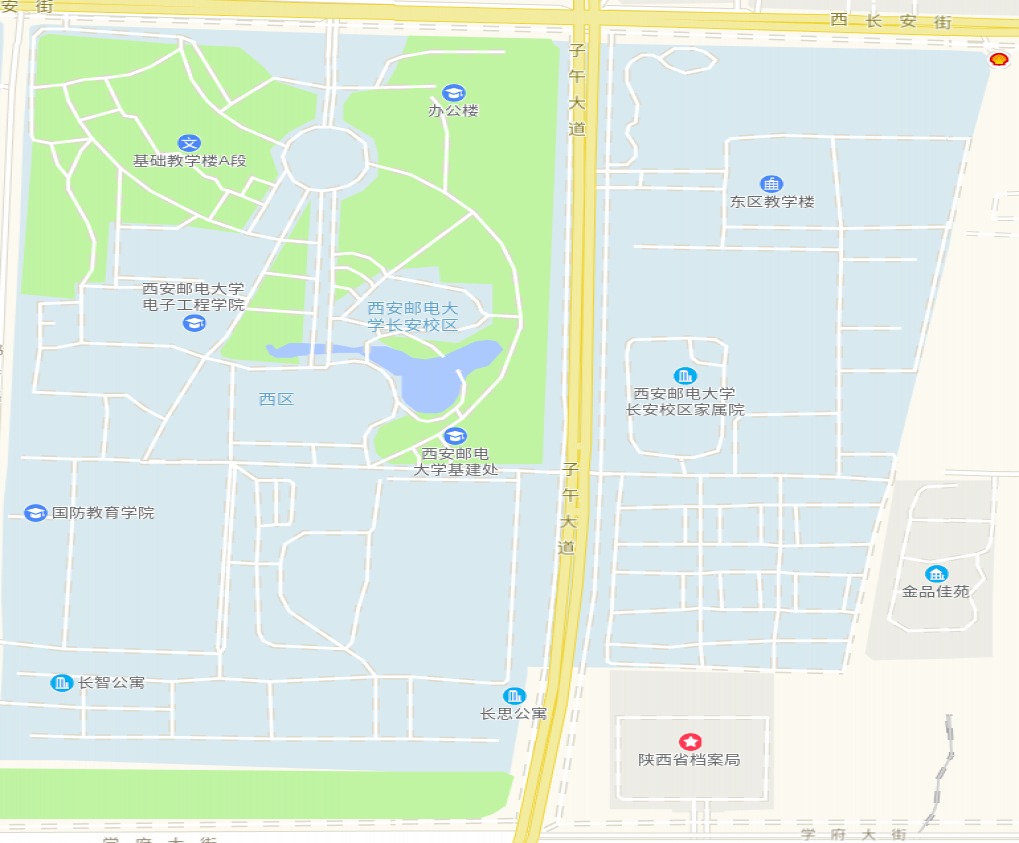 安 街
西 长 安 街
子午大道
办公楼
基础教学楼A段
东区教学楼
西安邮电大学
电子工程学院
西安邮电大
学长安校区
西区
西安邮电大学
长安校区家属院
西安邮电
大学基建处
子午大道
国防教育学院
金品佳苑
长智公寓
长思公寓
陕西省档案局
学 府 大 街
学 府 大 街